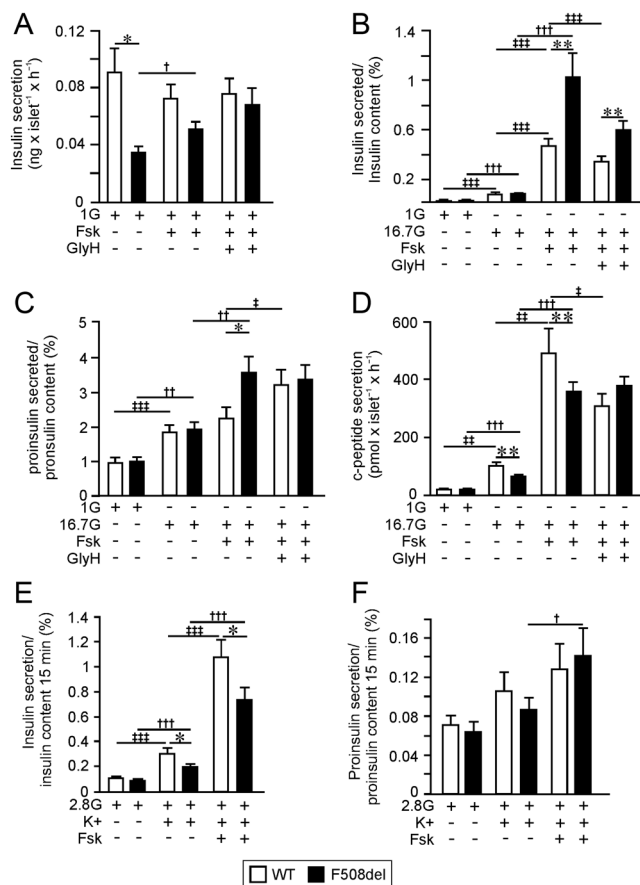 A
Insulin secretion
(ng x islet⁻¹ x h⁻¹)
0.12
0.08
0.04
0
*
†
1G + +
Fsk - - + + + +
GlyH - - - - + +
B
Insulin secreted/
Insulin content (%)
1.4
1
0.6
0.2
‡‡‡
†††
‡‡‡
†††
‡‡‡ **
‡‡‡
**
1G + + - - - - - -
16.7G - - + + + + + +
Fsk - - - - + + + +
GlyH - - - - - - + +
C
proinsulin secreted/
pronsulin content (%)
5
4
3
2
1
0
‡‡‡
††
††
*
‡
1G + + - - - - - -
16.7G - - + + + + + +
Fsk - - - - + + + +
GlyH - - - - - - + +
D
c-peptide secretion
(pmol x islet⁻¹ x h⁻¹)
600
400
200
0
‡‡
†††
**
‡‡
†††
**
‡
1G + + - - - - - -
16.7G - - + + + + + +
Fsk - - - - + + + +
GlyH - - - - - - + +
E
Insulin secretion/
insulin content 15 min (%)
1.4
1.2
1
0.8
0.6
0.4
0.2
0
‡‡‡
†††
*
‡‡‡
†††
*
2.8G + + + + + +
K+ - - + + + +
Fsk - - - - + +
F
Proinsulin secretion/
proinsulin content 15 min (%)
0.16
0.12
0.08
0.04
0.00
†
2.8G + + + + + +
K+ - - + + + +
Fsk - - - - + +
WT F508del